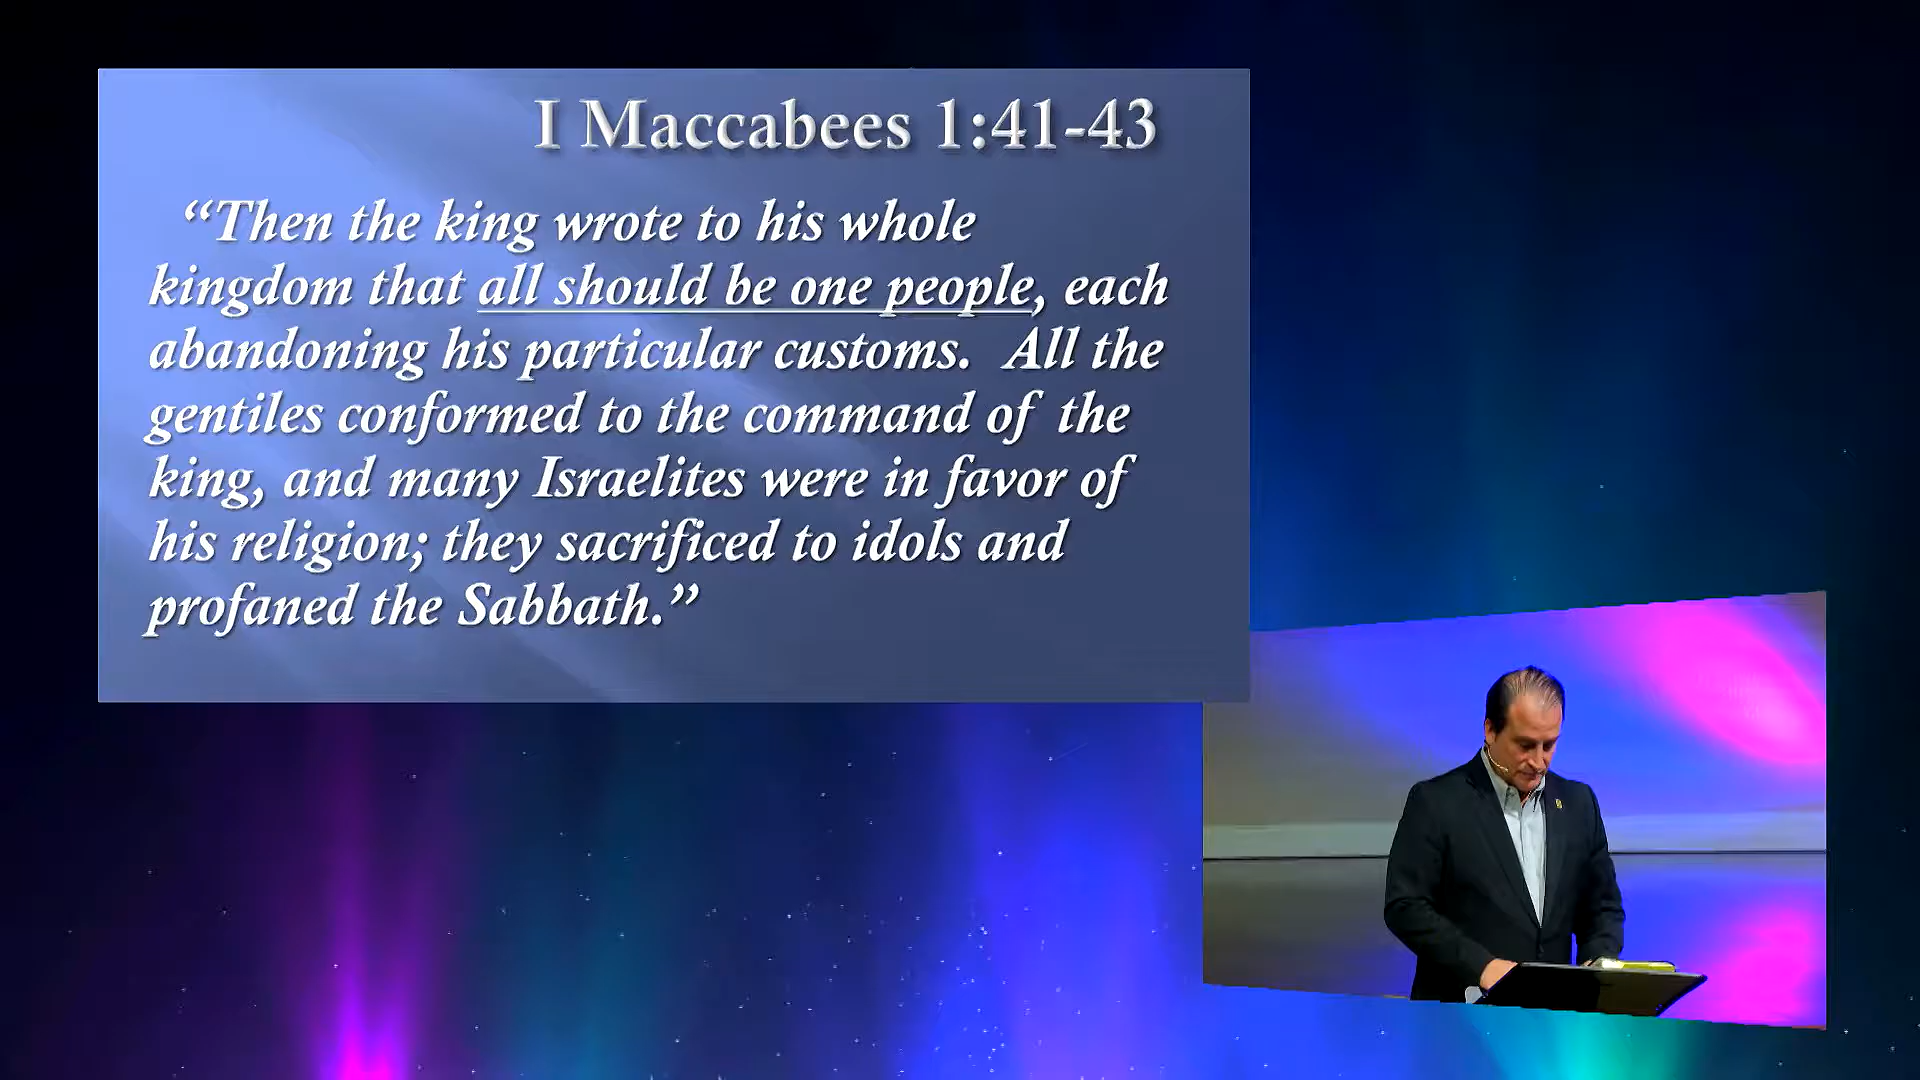 I Maccabees 1:41-43
“Then the king wrote to his whole
kingdom that all should be one people, each
abandoning his particular customs.  All the
gentiles conformed to the command of the
king, and many Israelites were in favor of
his religion; they sacrificed to idols and
profaned the Sabbath.”